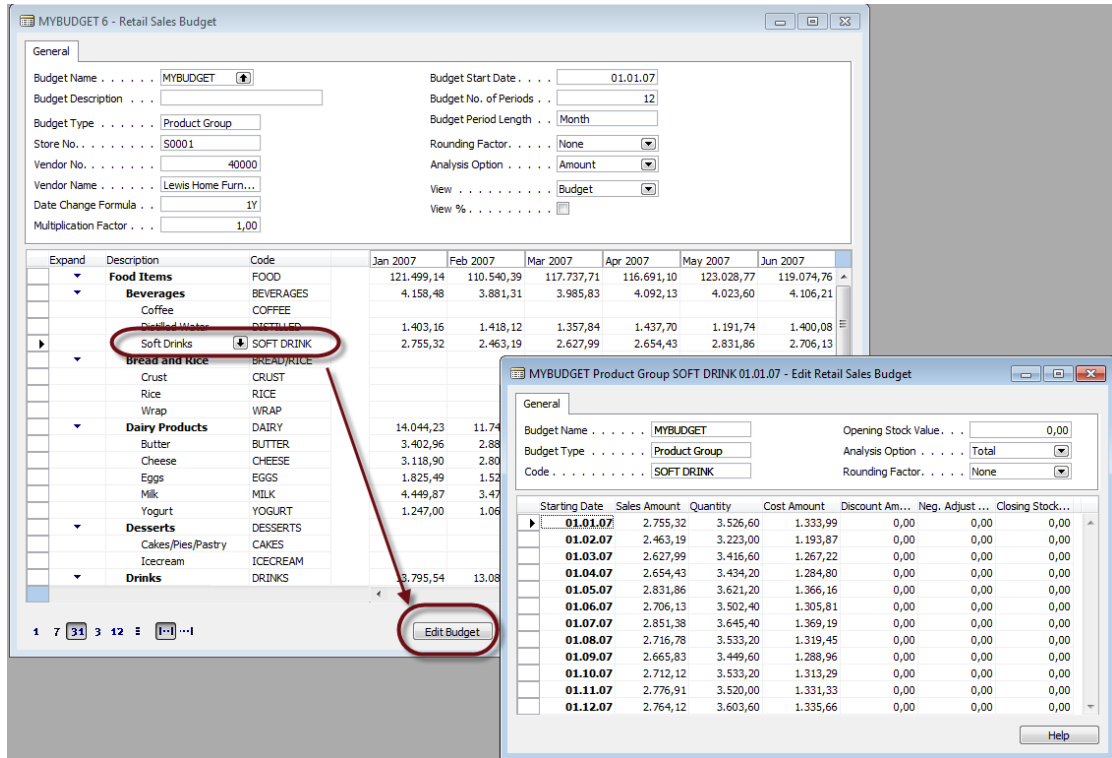 MYBUDGET 6 - Retail Sales Budget
General
Budget Name . . . . . . MYBUDGET Budget Start Date . . . . 01.01.07
Budget Description . . . Budget No. of Periods . . 12
Budget Type . . . . . . Product Group Budget Period Length . . Month
Store No. . . . . . . . . S0001 Rounding Factor. . . . . None
Vendor No. . . . . . . . 40000 Analysis Option . . . . . Amount
Vendor Name . . . . . . Lewis Home Furn... View . . . . . . . . . . Budget
Date Change Formula . . 1Y View %. . . . . . . . .
Multiplication Factor . . . 1,00
Expand Description Code Jan 2007 Feb 2007 Mar 2007 Apr 2007 May 2007 Jun 2007
Food Items FOOD 121.499,14 110.540,39 117.737,71 116.691,10 123.028,77 119.074,76
Beverages BEVERAGES 4.158,48 3.881,31 3.985,83 4.092,13 4.023,60 4.106,21
Coffee COFFEE
Distilled Water DISTILLED 1.403,16 1.418,12 1.357,84 1.437,70 1.191,74 1.400,08
Soft Drinks SOFT DRINK 2.755,32 2.463,19 2.627,99 2.654,43 2.831,86 2.706,13
Bread and Rice BREAD/RICE
Crust CRUST
Rice RICE
Wrap WRAP
Dairy Products DAIRY 14.044,23 11.74
Butter BUTTER 3.402,96 2.88
Cheese CHEESE 3.118,90 2.80
Eggs EGGS 1.825,49 1.52
Milk MILK 4.449,87 3.47
Yogurt YOGURT 1.247,00 1.06
Desserts DESSERTS
Cakes/Pies/Pastry CAKES
Icecream ICECREAM
Drinks DRINKS 13.795,54 13.08
1 7 31 3 12
Edit Budget
MYBUDGET Product Group SOFT DRINK 01.01.07 - Edit Retail Sales Budget
General
Budget Name . . . . . . MYBUDGET Opening Stock Value. . . 0,00
Budget Type . . . . . . Product Group Analysis Option . . . . . Total
Code . . . . . . . . . . SOFT DRINK Rounding Factor. . . . . None
Starting Date Sales Amount Quantity Cost Amount Discount Am... Neg. Adjust ... Closing Stock...
01.01.07 2.755,32 3.526,60 1.333,99 0,00 0,00 0,00
01.02.07 2.463,19 3.223,00 1.193,87 0,00 0,00 0,00
01.03.07 2.627,99 3.416,60 1.267,22 0,00 0,00 0,00
01.04.07 2.654,43 3.434,20 1.284,80 0,00 0,00 0,00
01.05.07 2.831,86 3.621,20 1.366,16 0,00 0,00 0,00
01.06.07 2.706,13 3.502,40 1.305,81 0,00 0,00 0,00
01.07.07 2.851,38 3.645,40 1.369,19 0,00 0,00 0,00
01.08.07 2.716,78 3.533,20 1.319,45 0,00 0,00 0,00
01.09.07 2.665,83 3.449,60 1.288,96 0,00 0,00 0,00
01.10.07 2.712,12 3.533,20 1.313,29 0,00 0,00 0,00
01.11.07 2.776,91 3.520,00 1.331,33 0,00 0,00 0,00
01.12.07 2.764,12 3.603,60 1.335,66 0,00 0,00 0,00
Help